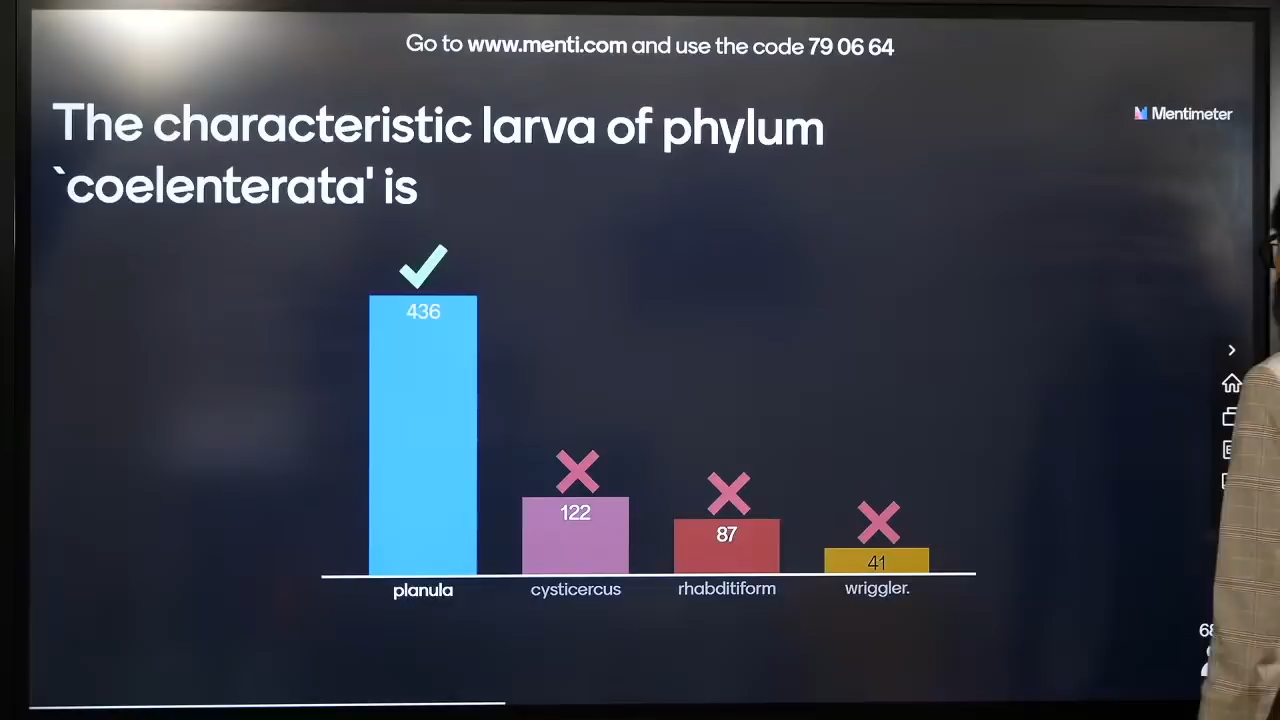 Go to www.menti.com and use the code 79 06 64
The characteristic larva of phylum
`coelenterata' is
Mentimeter
436
122
87
41
planula
cysticercus
rhabditiform
wriggler.